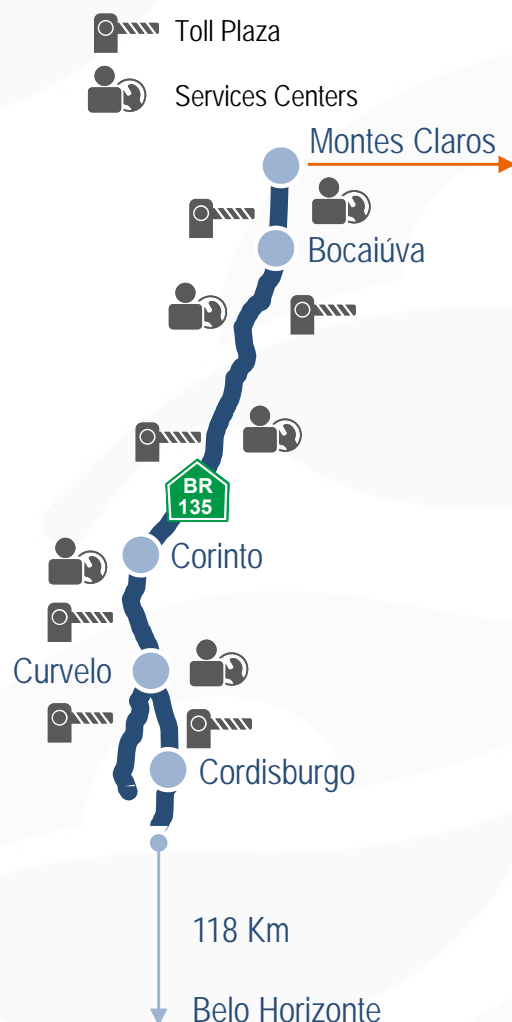 Toll Plaza
Services Centers
Montes Claros
Bocaiúva
BR
135
Corinto
Curvelo
Cordisburgo
118 Km
Belo Horizonte